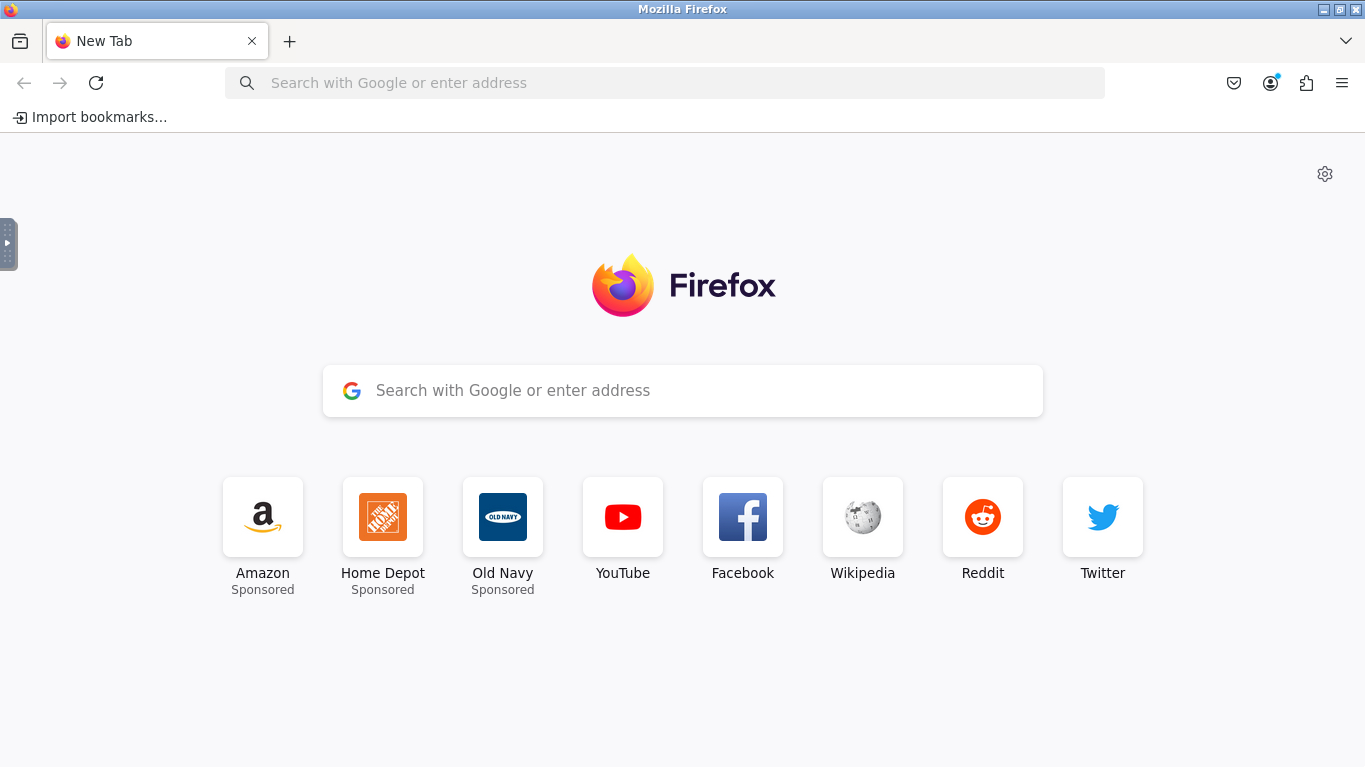 Mozilla Firefox
New Tab
Search with Google or enter address
Import bookmarks...
Firefox
Search with Google or enter address
a
THE HOME DEPOT
OLD NAVY
Amazon
Sponsored
Home Depot
Sponsored
Old Navy
Sponsored
YouTube
Facebook
Wikipedia
Reddit
Twitter